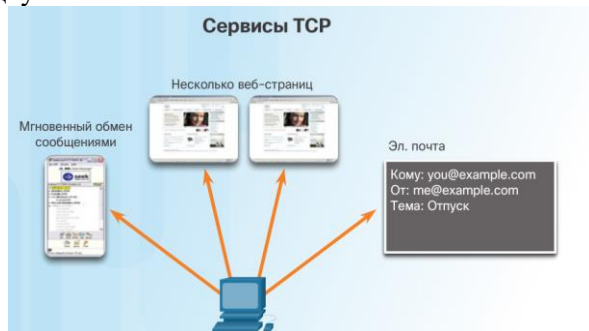 Сервисы TCP
Несколько веб-страниц
Мгновенный обмен
сообщениями
Эл. почта
Кому: you@example.com
От: me@example.com
Тема: Отпуск